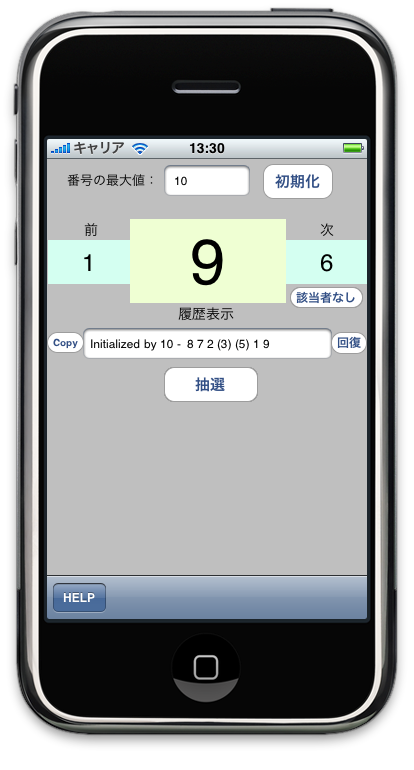 キャリア 13:30
番号の最大値： 10 初期化
前 次
1 9 6
該当者なし
履歴表示
Copy Initialized by 10 - 8 7 2 (3) (5) 1 9 回復
抽選
HELP